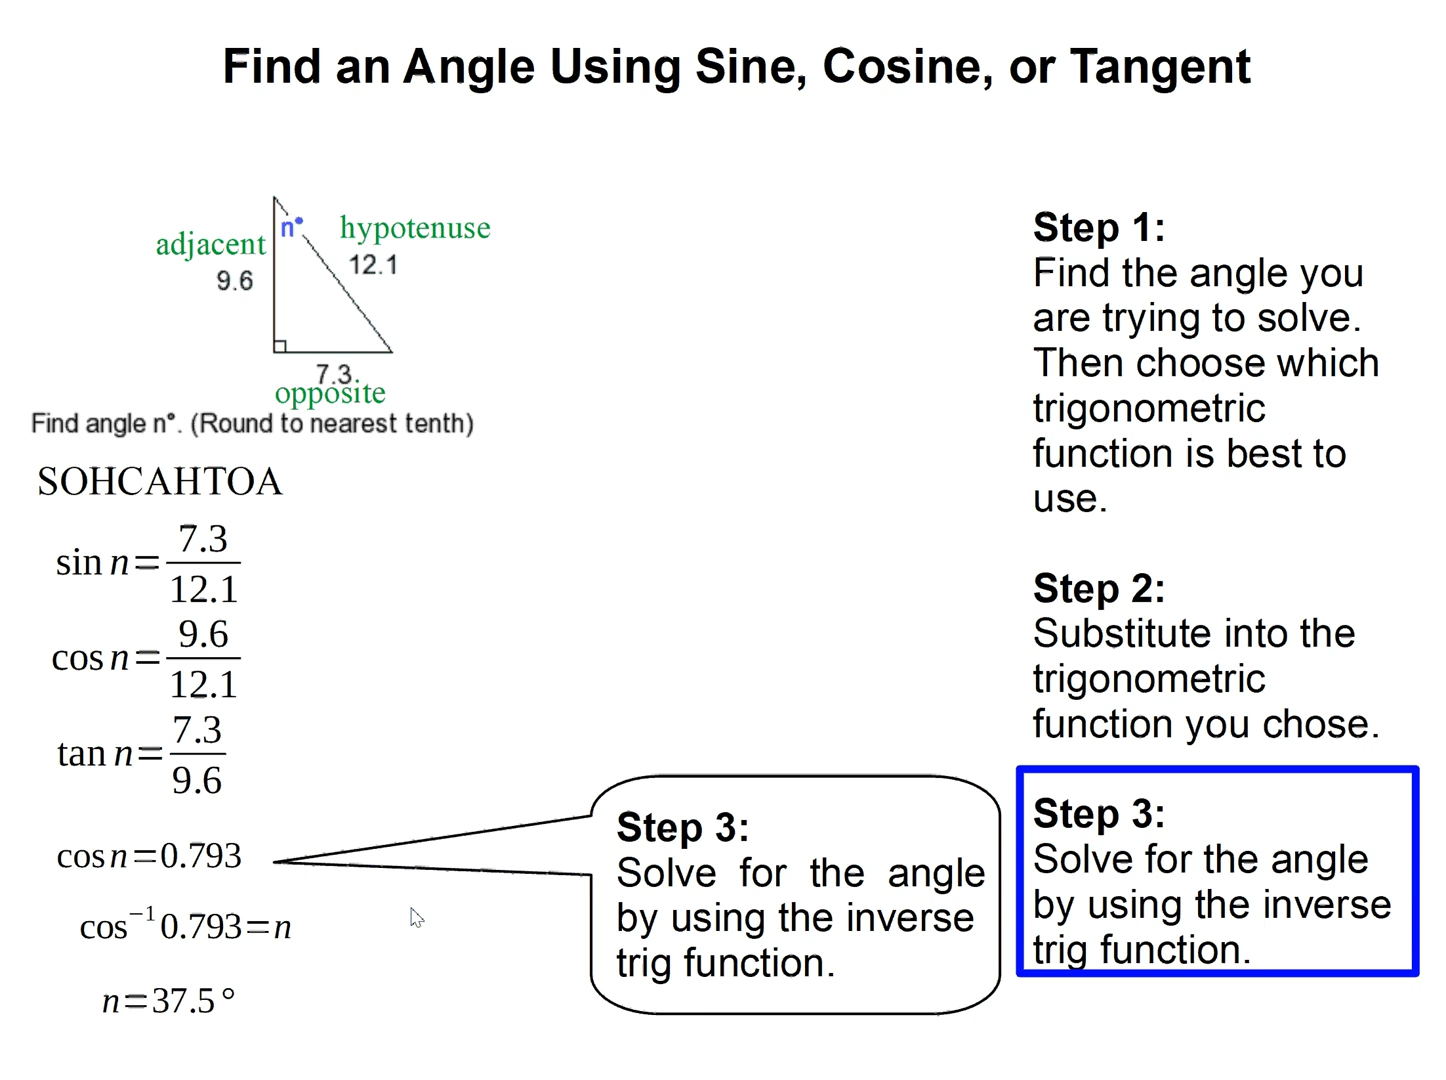 Find an Angle Using Sine, Cosine, or Tangent
n°
adjacent
hypotenuse
9.6
12.1
7.3
opposite
Find angle n°. (Round to nearest tenth)
SOHCAHTOA
sin n=7.3/12.1
cos n=9.6/12.1
tan n=7.3/9.6
cos n=0.793
cos⁻¹ 0.793=n
n=37.5°
Step 3:
Solve for the angle
by using the inverse
trig function.
Step 1:
Find the angle you
are trying to solve.
Then choose which
trigonometric
function is best to
use.
Step 2:
Substitute into the
trigonometric
function you chose.
Step 3:
Solve for the angle
by using the inverse
trig function.